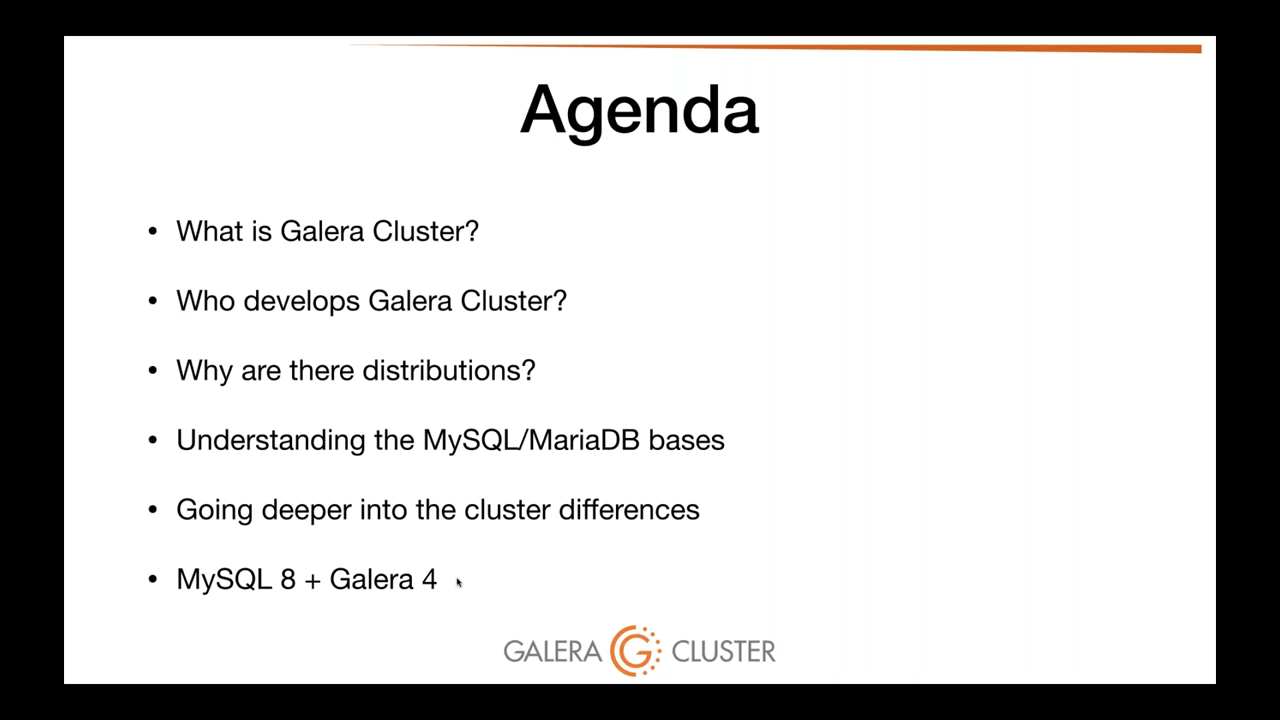 Agenda
• What is Galera Cluster?
• Who develops Galera Cluster?
• Why are there distributions?
• Understanding the MySQL/MariaDB bases
• Going deeper into the cluster differences
• MySQL 8 + Galera 4
GALERA CLUSTER